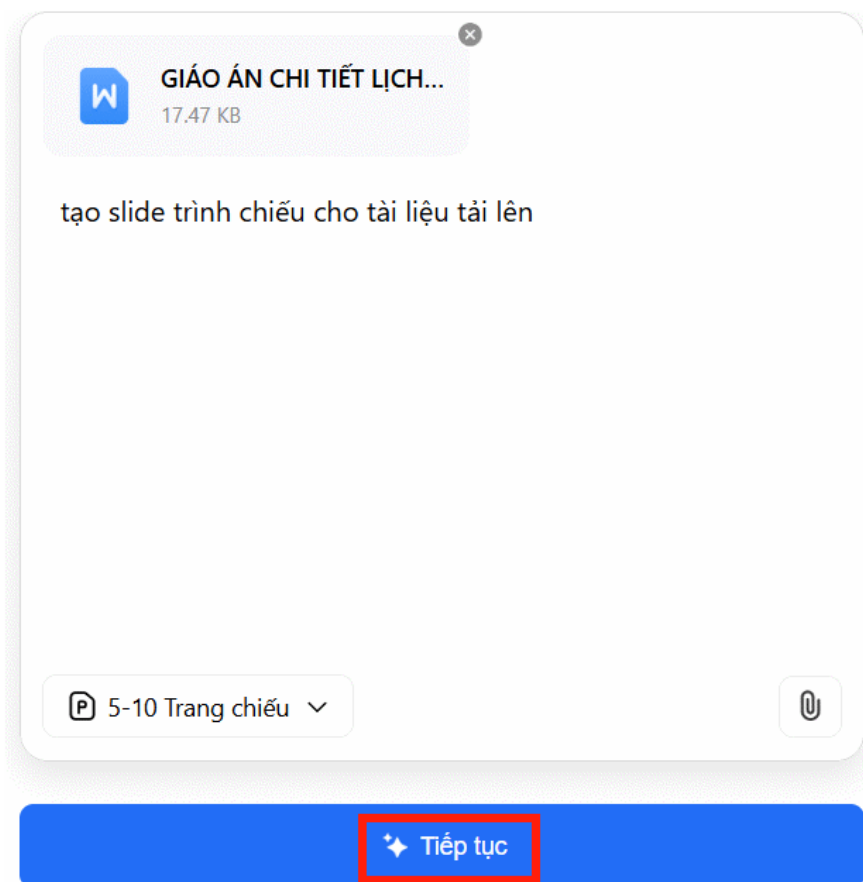 GIÁO ÁN CHI TIẾT LỊCH...
17.47 KB
tạo slide trình chiếu cho tài liệu tải lên
5-10 Trang chiếu
Tiếp tục